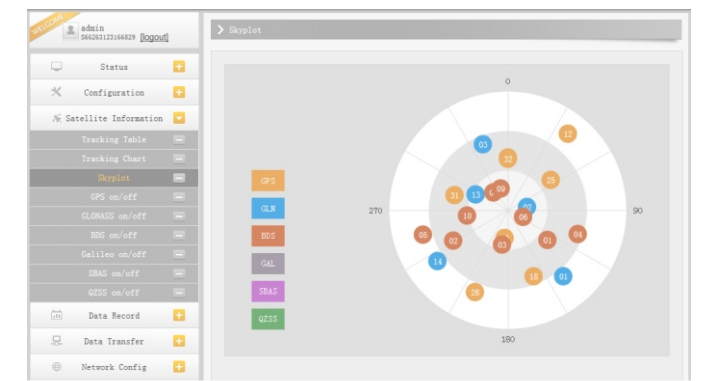 WELCOME
admin
S66263123166829 [logout]
Status
Configuration
Satellite Information
Tracking Table
Tracking Chart
Skyplot
GPS on/off
GLONASS on/off
BDS on/off
Galileo on/off
SBAS on/off
QZSS on/off
Data Record
Data Transfer
Network Config
Skyplot
0
12
03
32
25
GPS
31
13
09
GLN
02
270
10
06
90
BDS
05
02
03
01
04
GAL
14
18
01
SBAS
26
QZSS
180